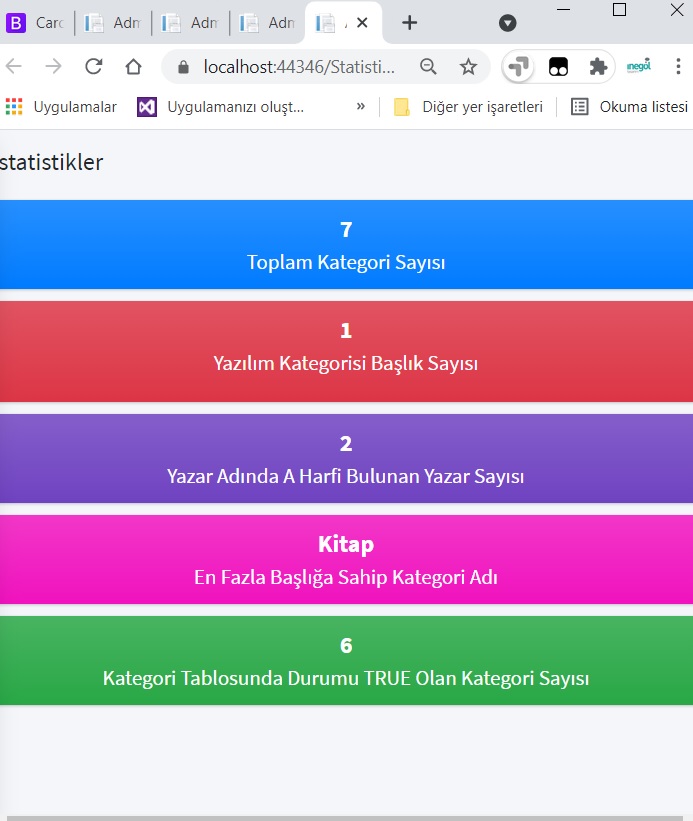 B Card
Adm
Adm
Adm
localhost:44346/Statisti...
inegöl
Uygulamalar
Uygulamanızı oluşt...
»
Diğer yer işaretleri
Okuma listesi
statistikler
7
Toplam Kategori Sayısı
1
Yazılım Kategorisi Başlık Sayısı
2
Yazar Adında A Harfi Bulunan Yazar Sayısı
Kitap
En Fazla Başlığa Sahip Kategori Adı
6
Kategori Tablosunda Durumu TRUE Olan Kategori Sayısı